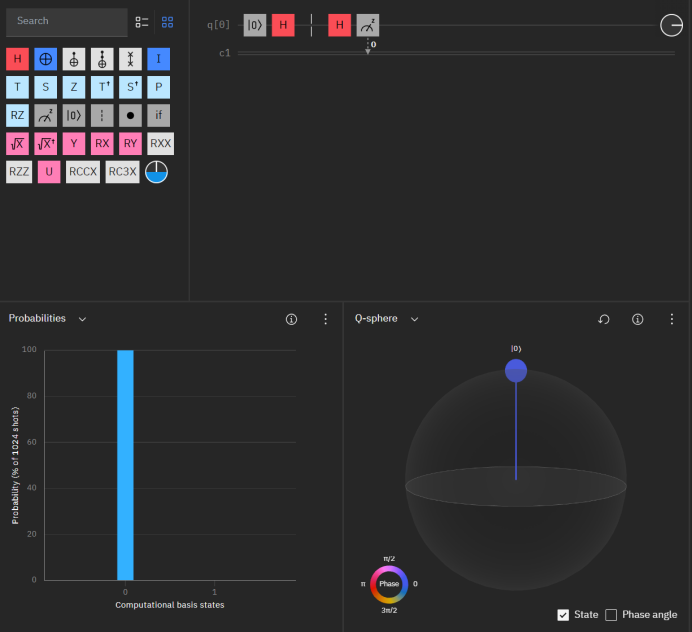 Search
H I
T S Z T† S† P
RZ z |0⟩ if
√X √X† Y RX RY RXX
RZZ U RCCX RC3X
q[0] |0⟩ H H z
0
c1
Probabilities
100
80
60
40
20
0
Probability (% of 1024 shots)
0 1
Computational basis states
Q-sphere
|0⟩
π/2
π Phase 0
3π/2
State Phase angle